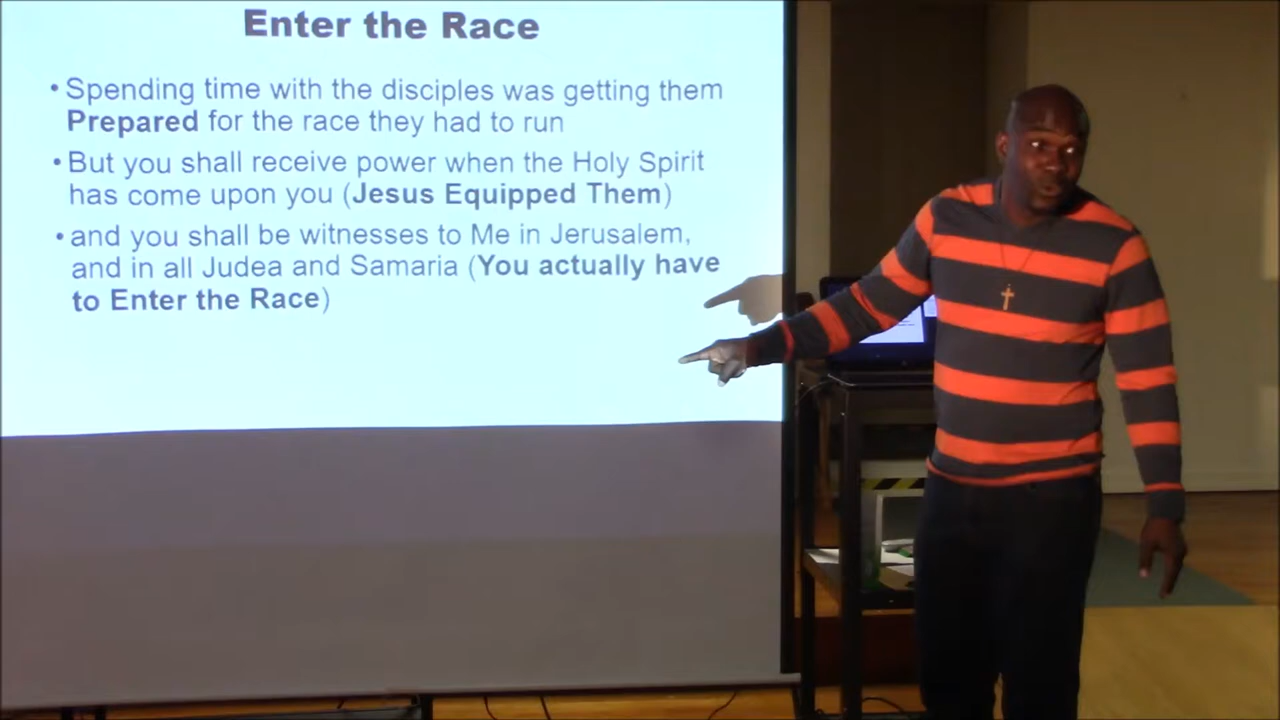 Enter the Race
• Spending time with the disciples was getting them
Prepared for the race they had to run
• But you shall receive power when the Holy Spirit
has come upon you (Jesus Equipped Them)
• and you shall be witnesses to Me in Jerusalem,
and in all Judea and Samaria (You actually have
to Enter the Race)